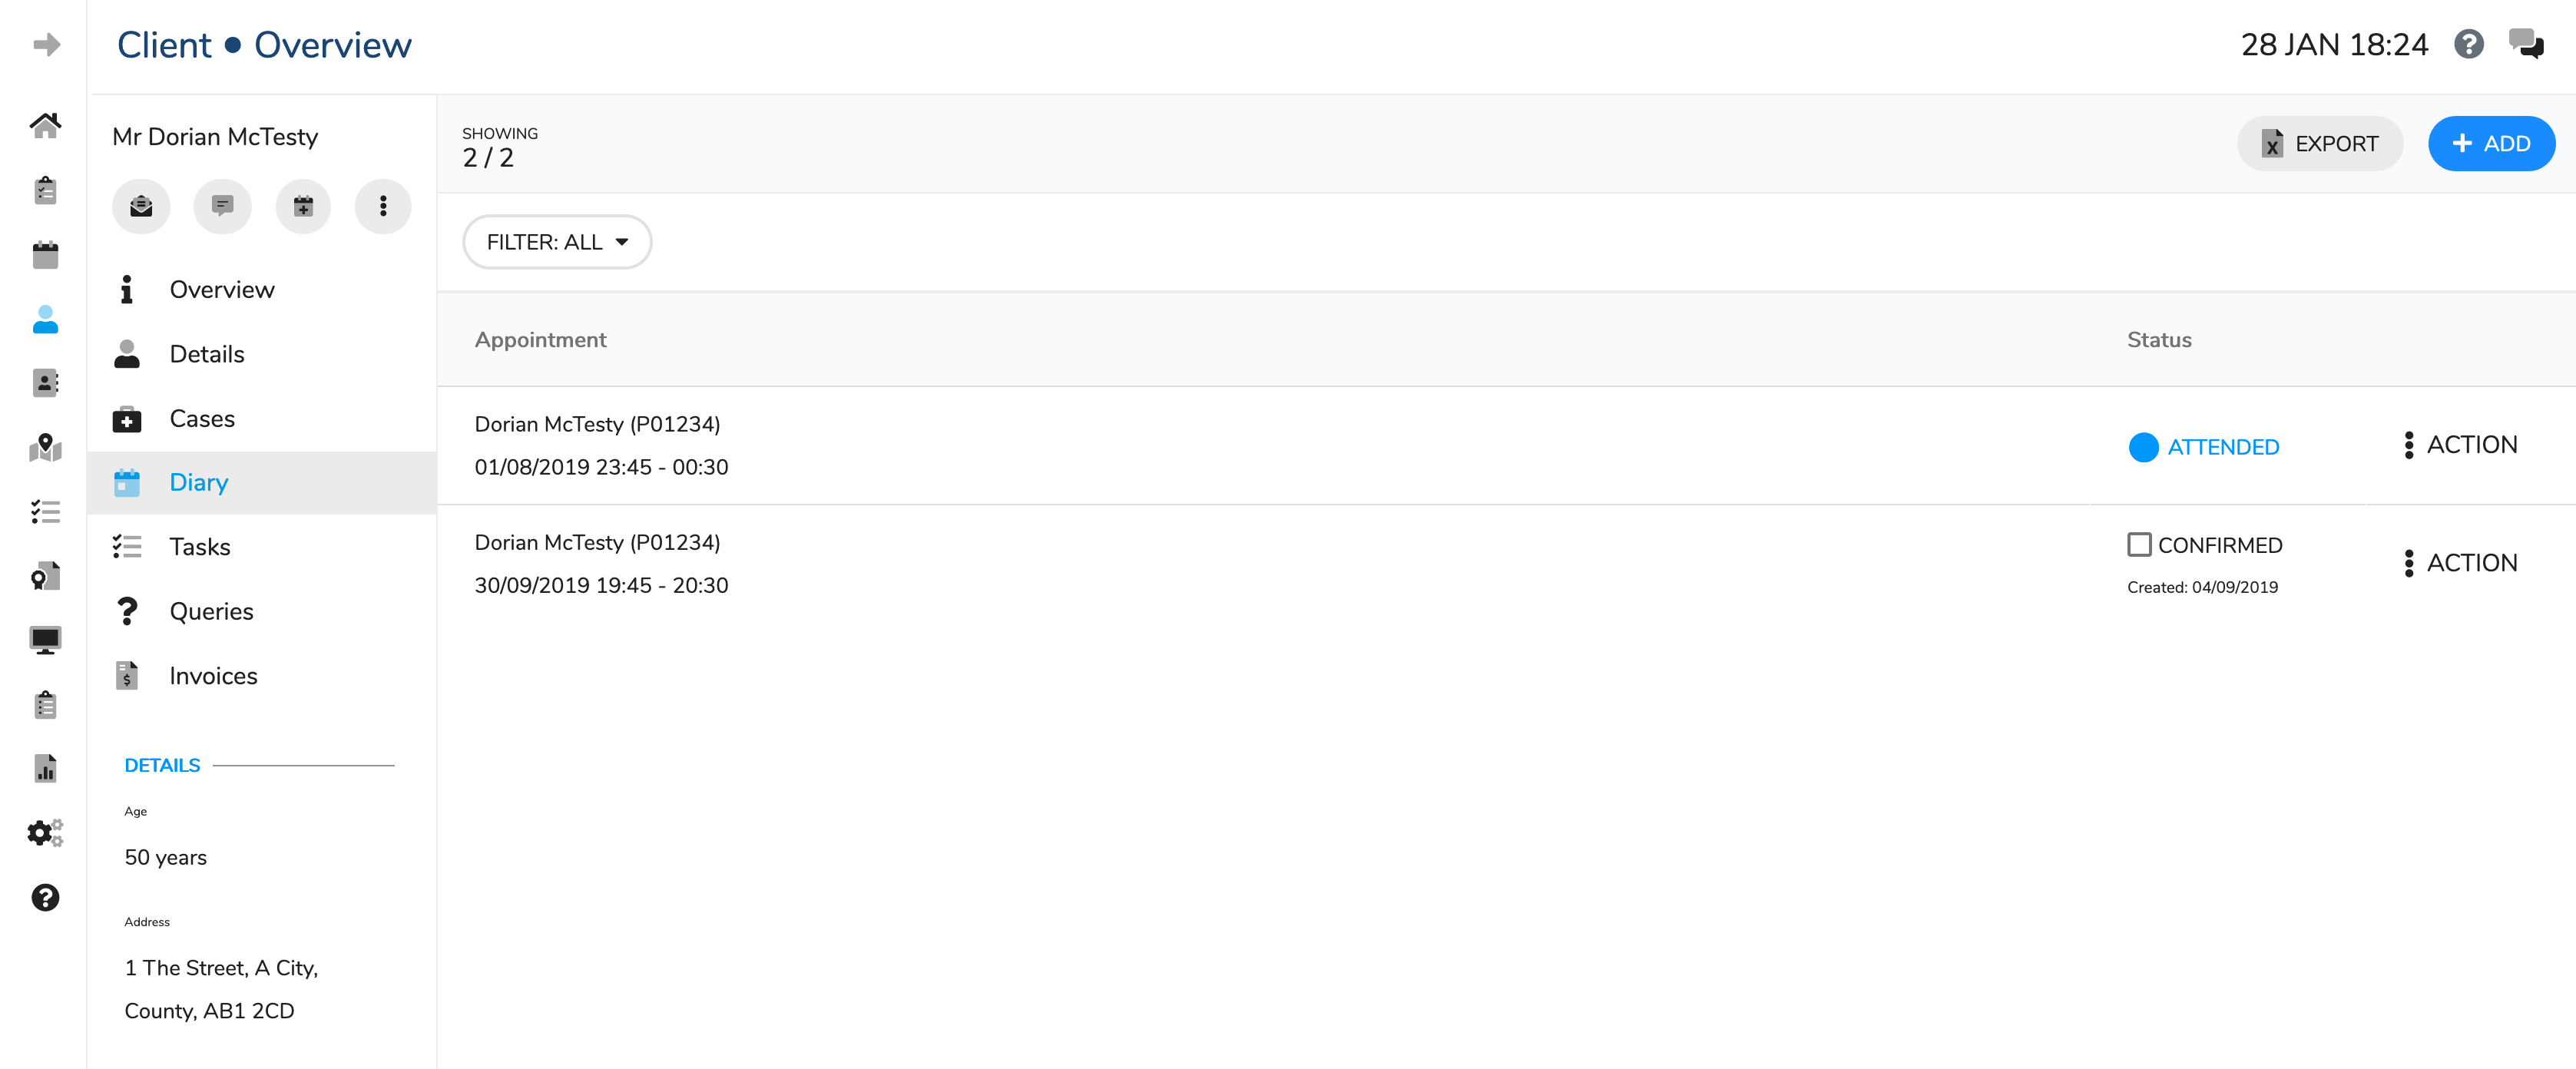 Client • Overview
28 JAN 18:24
Mr Dorian McTesty
Overview
Details
Cases
Diary
Tasks
Queries
Invoices
DETAILS
Age
50 years
Address
1 The Street, A City,
County, AB1 2CD
SHOWING
2 / 2
EXPORT
+ ADD
FILTER: ALL
Appointment Status
Dorian McTesty (P01234)
01/08/2019 23:45 - 00:30
ATTENDED
ACTION
Dorian McTesty (P01234)
30/09/2019 19:45 - 20:30
CONFIRMED
Created: 04/09/2019
ACTION